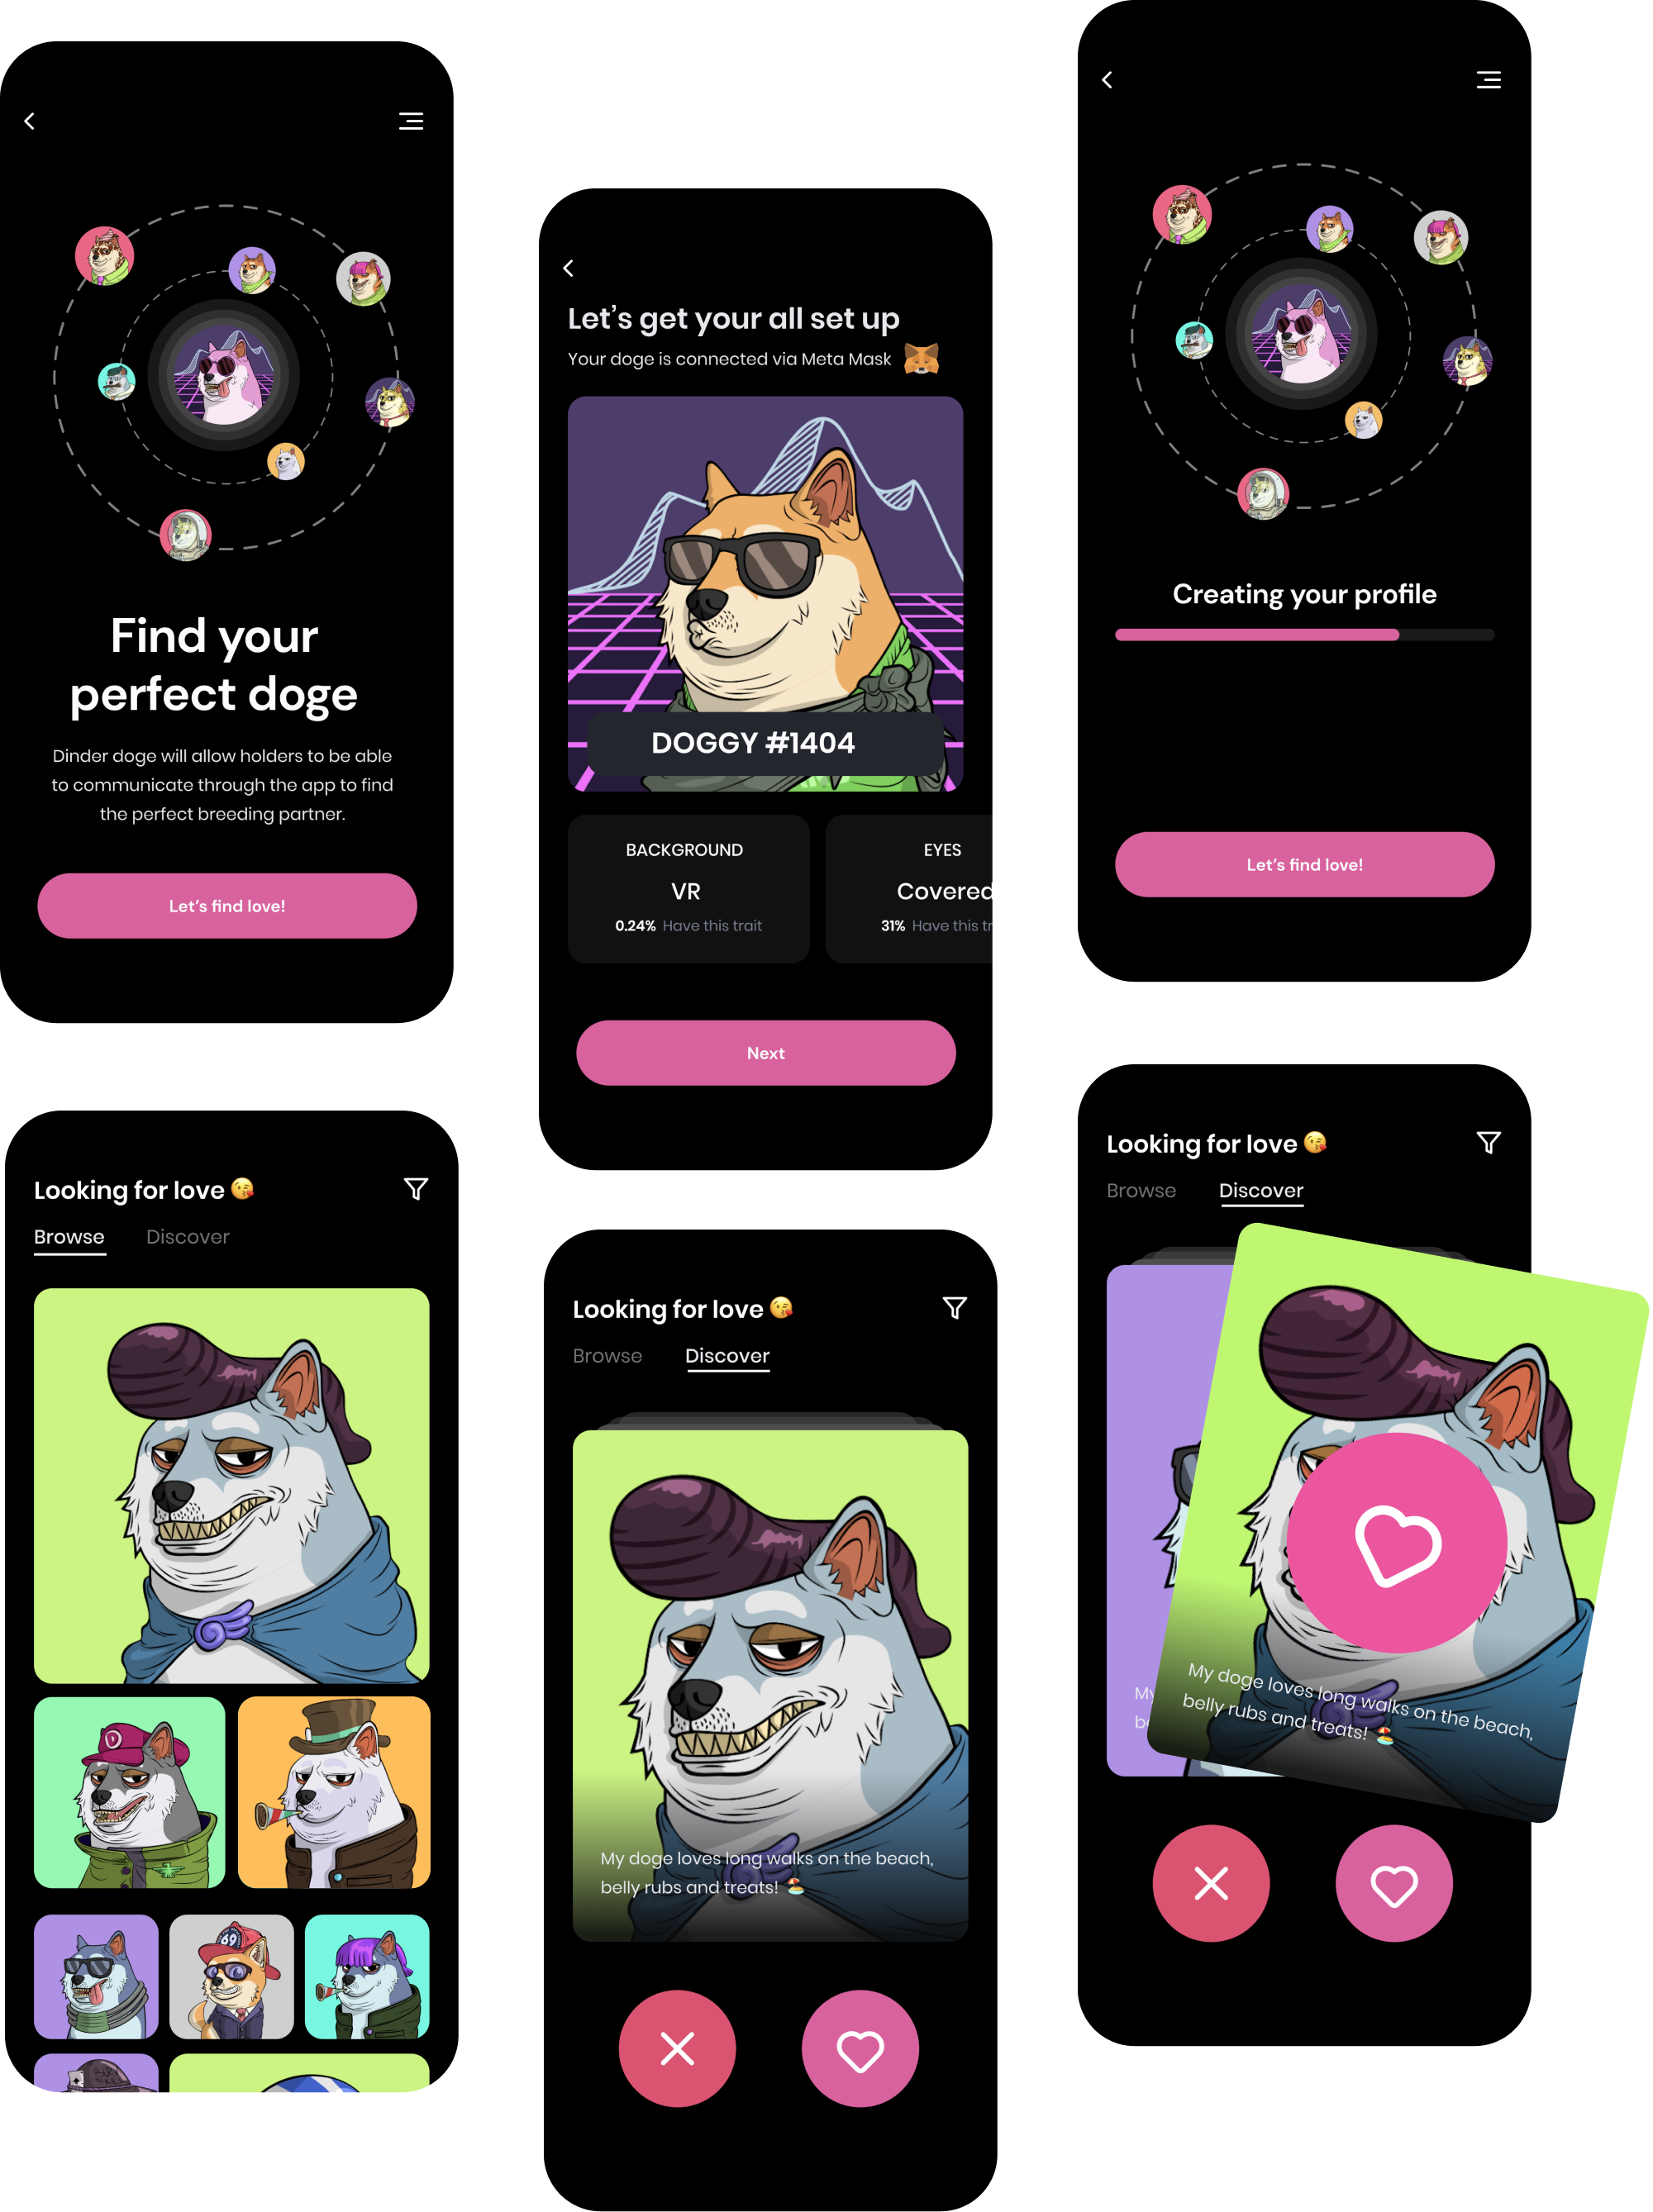 Find your
perfect doge
Dinder doge will allow holders to be able
to communicate through the app to find
the perfect breeding partner.
Let's find love!
Let's get your all set up
Your doge is connected via Meta Mask
DOGGY #1404
BACKGROUND
VR
0.24% Have this trait
EYES
Covered
31% Have this tr
Next
Creating your profile
Let's find love!
Looking for love 😘
Browse Discover
69
Looking for love 😘
Browse Discover
My doge loves long walks on the beach,
belly rubs and treats! 🏖️
Looking for love 😘
Browse Discover
My
be
My doge loves long walks on the beach,
belly rubs and treats! 🏖️